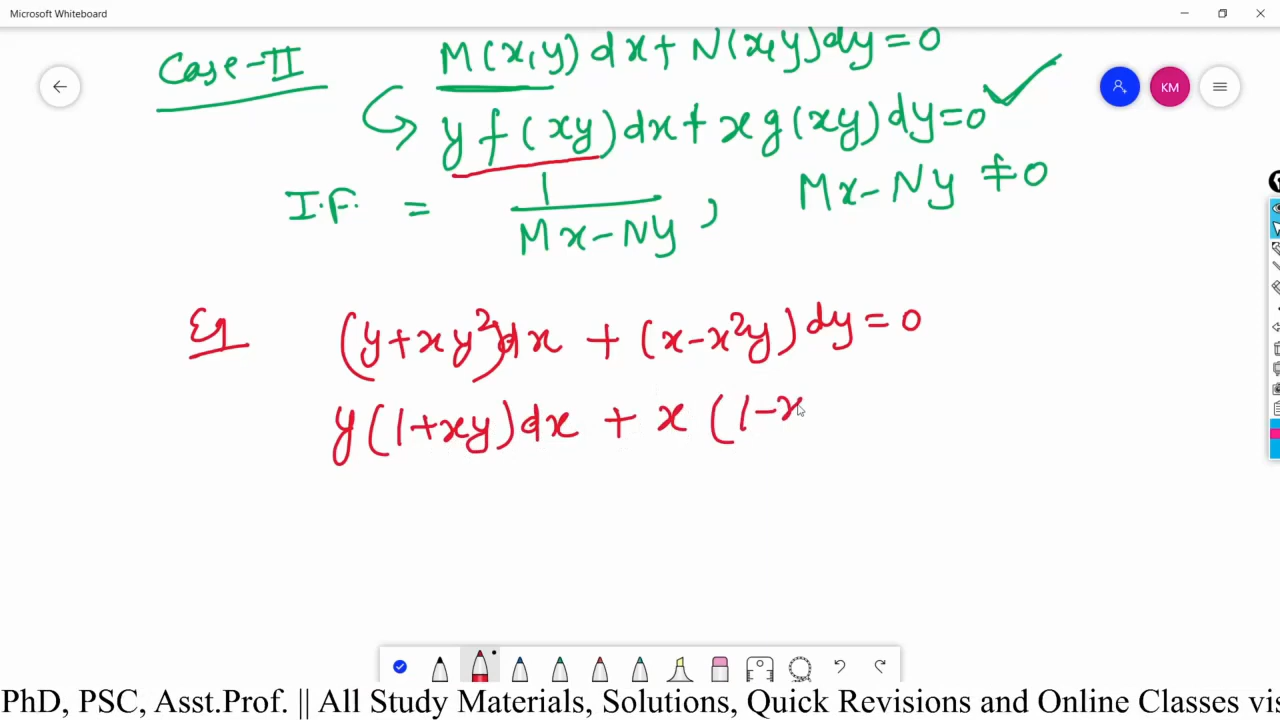 Microsoft Whiteboard
Case-II M(x,y)dx+N(x,y)dy=0
y f(xy)dx+xg(xy)dy=0
KM
I.F. = 1/(Mx-Ny), Mx-Ny ≠ 0
Eg (y+xy²)dx + (x-x²y)dy=0
y(1+xy)dx + x(1-x
PhD, PSC, Asst.Prof. || All Study Materials, Solutions, Quick Revisions and Online Classes vis